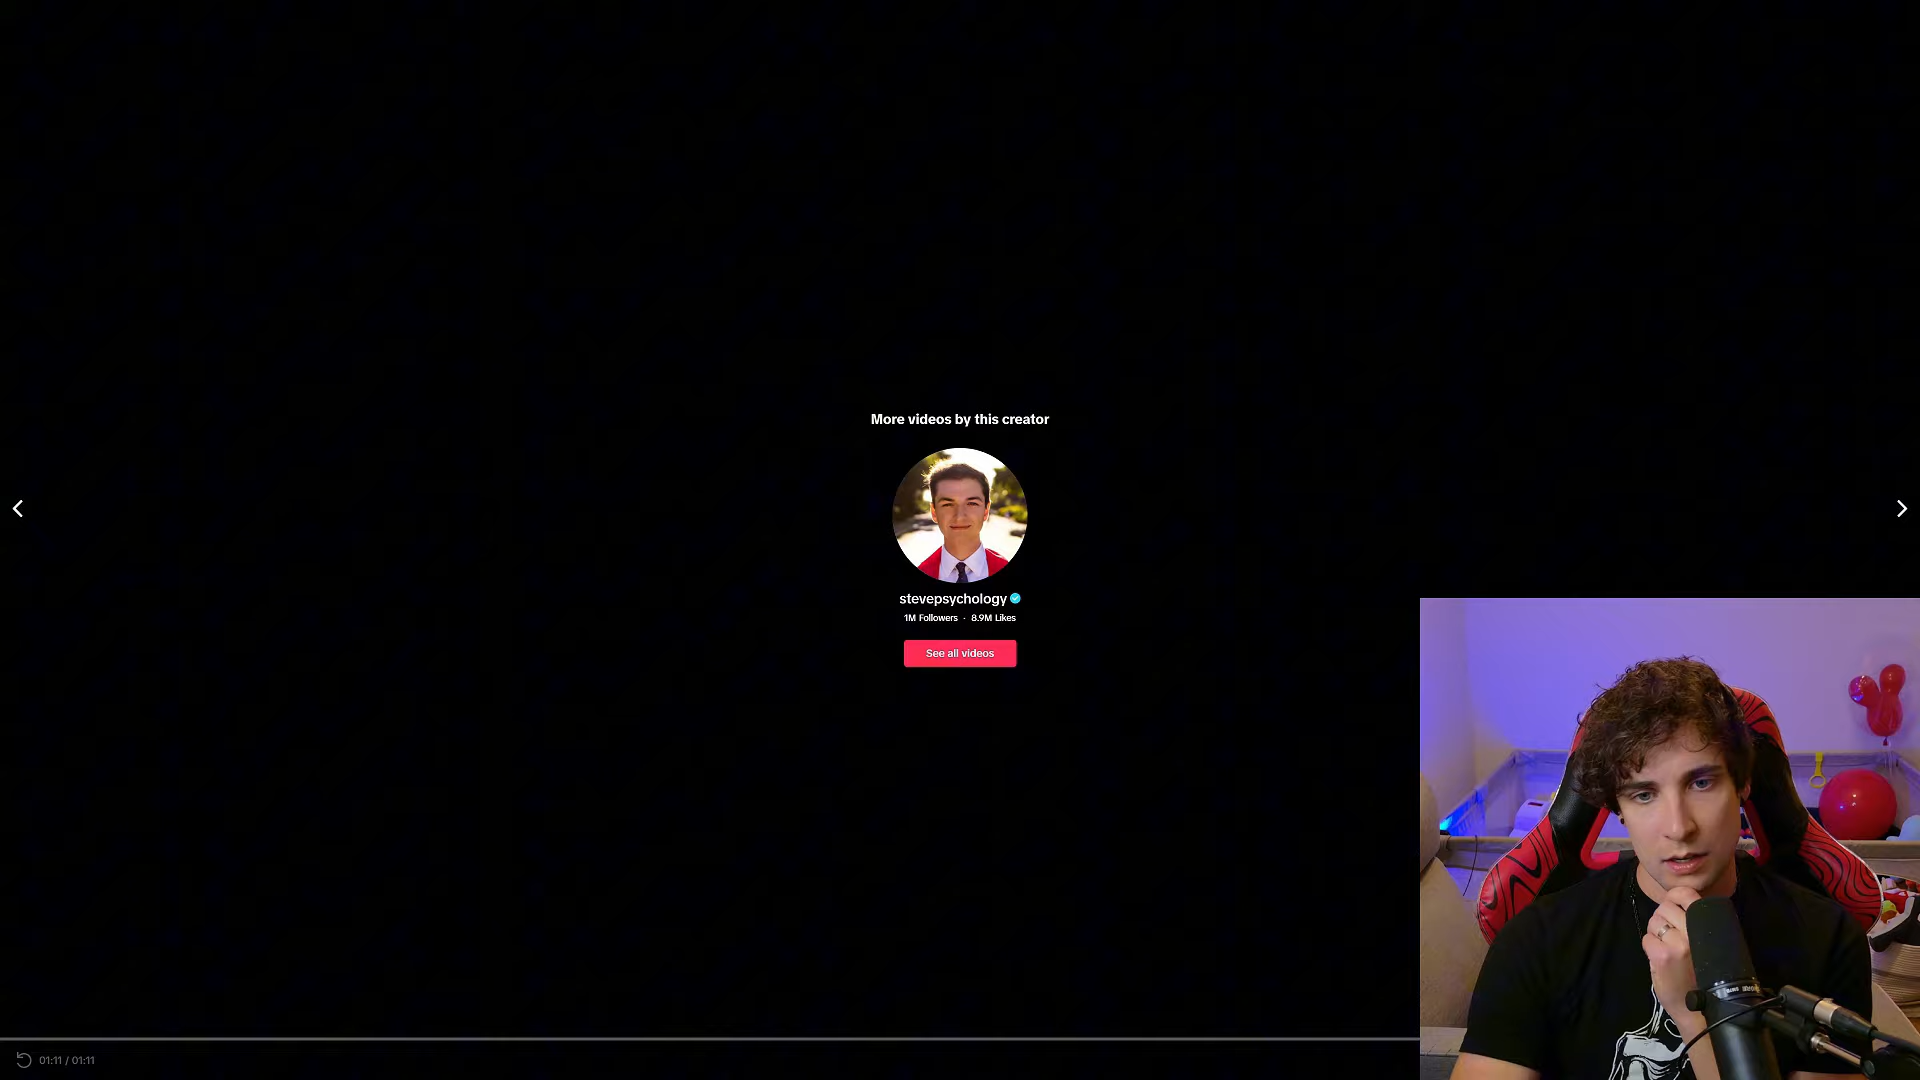 More videos by this creator
stevepsychology
1M Followers · 8.9M Likes
See all videos
01:11 / 01:11